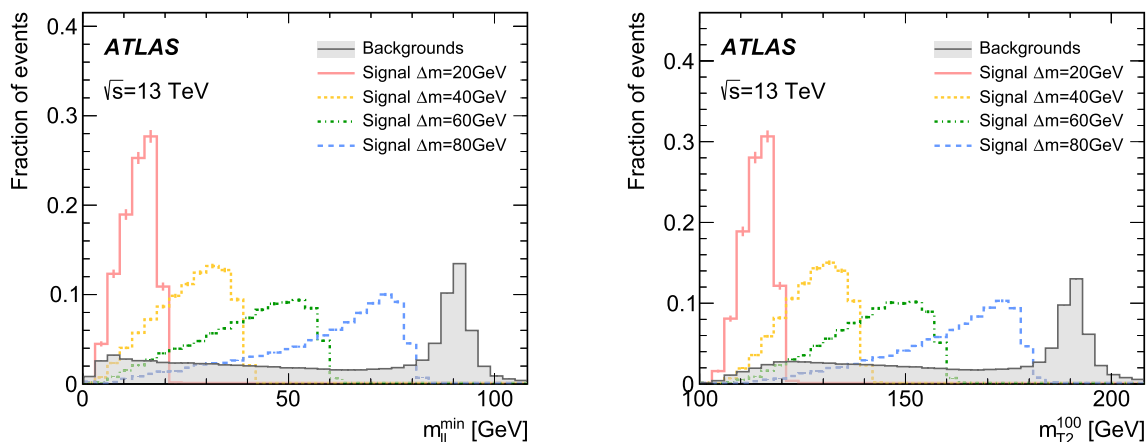 Fraction of events
0.4
0.3
0.2
0.1
0
ATLAS
√s=13 TeV
Backgrounds
Signal Δm=20GeV
Signal Δm=40GeV
Signal Δm=60GeV
Signal Δm=80GeV
0 50 100
m_ll^min [GeV]
Fraction of events
0.4
0.3
0.2
0.1
0
ATLAS
√s=13 TeV
Backgrounds
Signal Δm=20GeV
Signal Δm=40GeV
Signal Δm=60GeV
Signal Δm=80GeV
100 150 200
m_T2^100 [GeV]